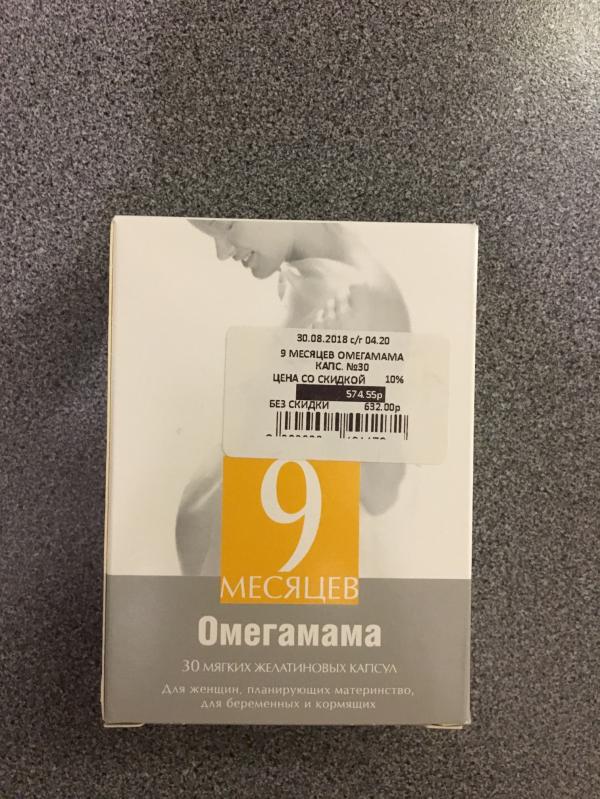 30.08.2018 с/г 04.20
9 МЕСЯЦЕВ ОМЕГАМАМА
КАПС. №30
ЦЕНА СО СКИДКОЙ 10%
574.55р
БЕЗ СКИДКИ 632.00р
9
МЕСЯЦЕВ
Омегамама
30 МЯГКИХ ЖЕЛАТИНОВЫХ КАПСУЛ
Для женщин, планирующих материнство,
для беременных и кормящих